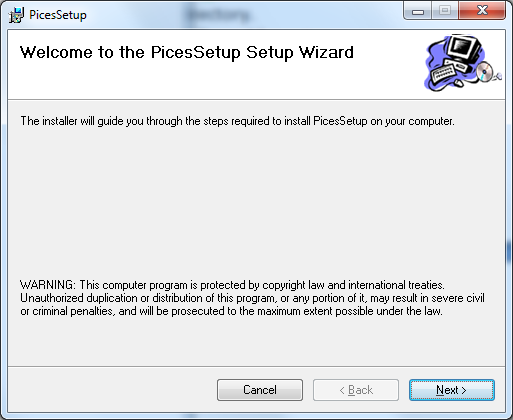 PicesSetup
Welcome to the PicesSetup Setup Wizard
The installer will guide you through the steps required to install PicesSetup on your computer.
WARNING: This computer program is protected by copyright law and international treaties.
Unauthorized duplication or distribution of this program, or any portion of it, may result in severe civil
or criminal penalties, and will be prosecuted to the maximum extent possible under the law.
Cancel
< Back
Next >